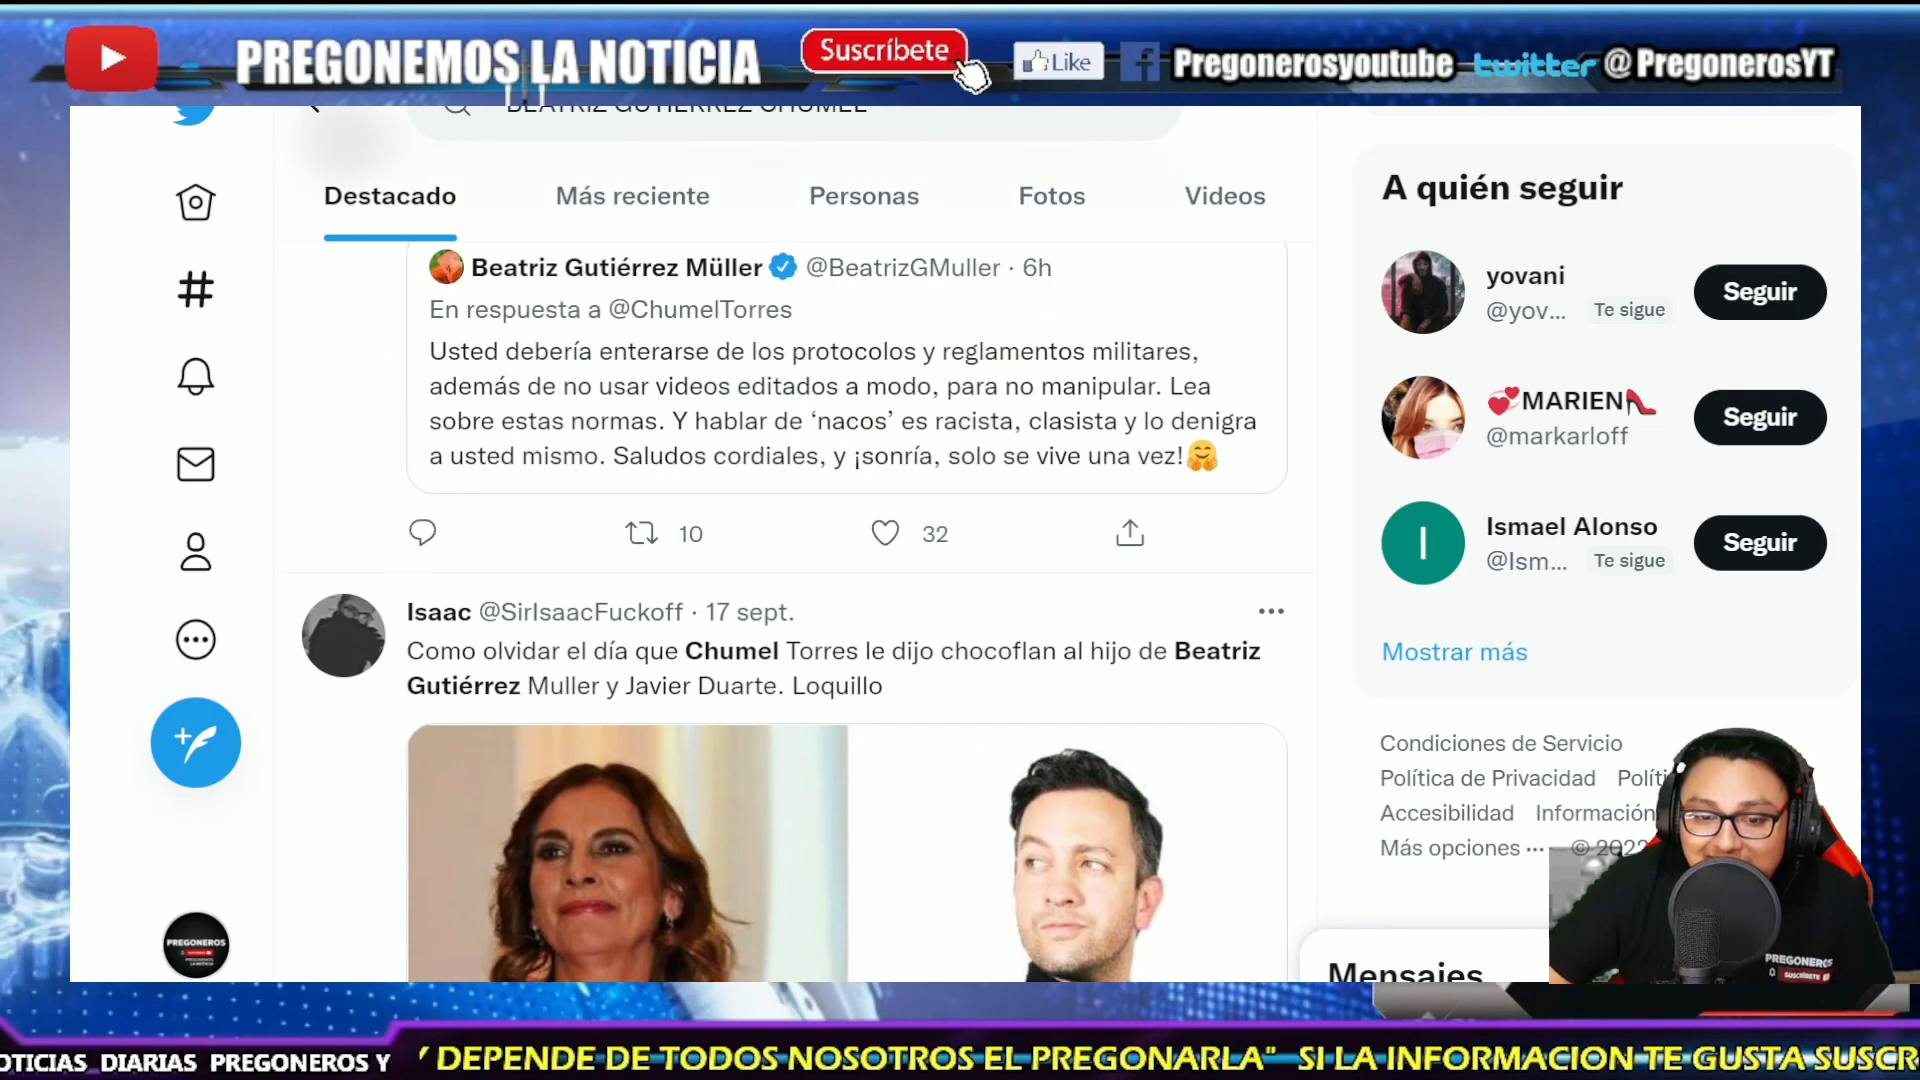 PREGONEMOS LA NOTICIA
Suscríbete
Like
Pregonerosyoutube
twitter @PregonerosYT
BEATRIZ GUTIERREZ CHUMEL
Destacado
Más reciente
Personas
Fotos
Videos
Beatriz Gutiérrez Müller @BeatrizGMuller · 6h
En respuesta a @ChumelTorres
Usted debería enterarse de los protocolos y reglamentos militares,
además de no usar videos editados a modo, para no manipular. Lea
sobre estas normas. Y hablar de ‘nacos’ es racista, clasista y lo denigra
a usted mismo. Saludos cordiales, y ¡sonría, solo se vive una vez!🤗
10
32
Isaac @SirIsaacFuckoff · 17 sept.
Como olvidar el día que Chumel Torres le dijo chocoflan al hijo de Beatriz
Gutiérrez Muller y Javier Duarte. Loquillo
A quién seguir
yovani
@yov... Te sigue
Seguir
💞MARIEN👠
@markarloff
Seguir
I
Ismael Alonso
@Ism... Te sigue
Seguir
Mostrar más
Condiciones de Servicio
Política de Privacidad Políti
Accesibilidad Información
Más opciones ··· © 2022
Mensajes
PREGONEROS
PREGONEROS
SUSCRÍBETE
OTICIAS DIARIAS PREGONEROS Y
" DEPENDE DE TODOS NOSOTROS EL PREGONARLA" SI LA INFORMACION TE GUSTA SUSCR